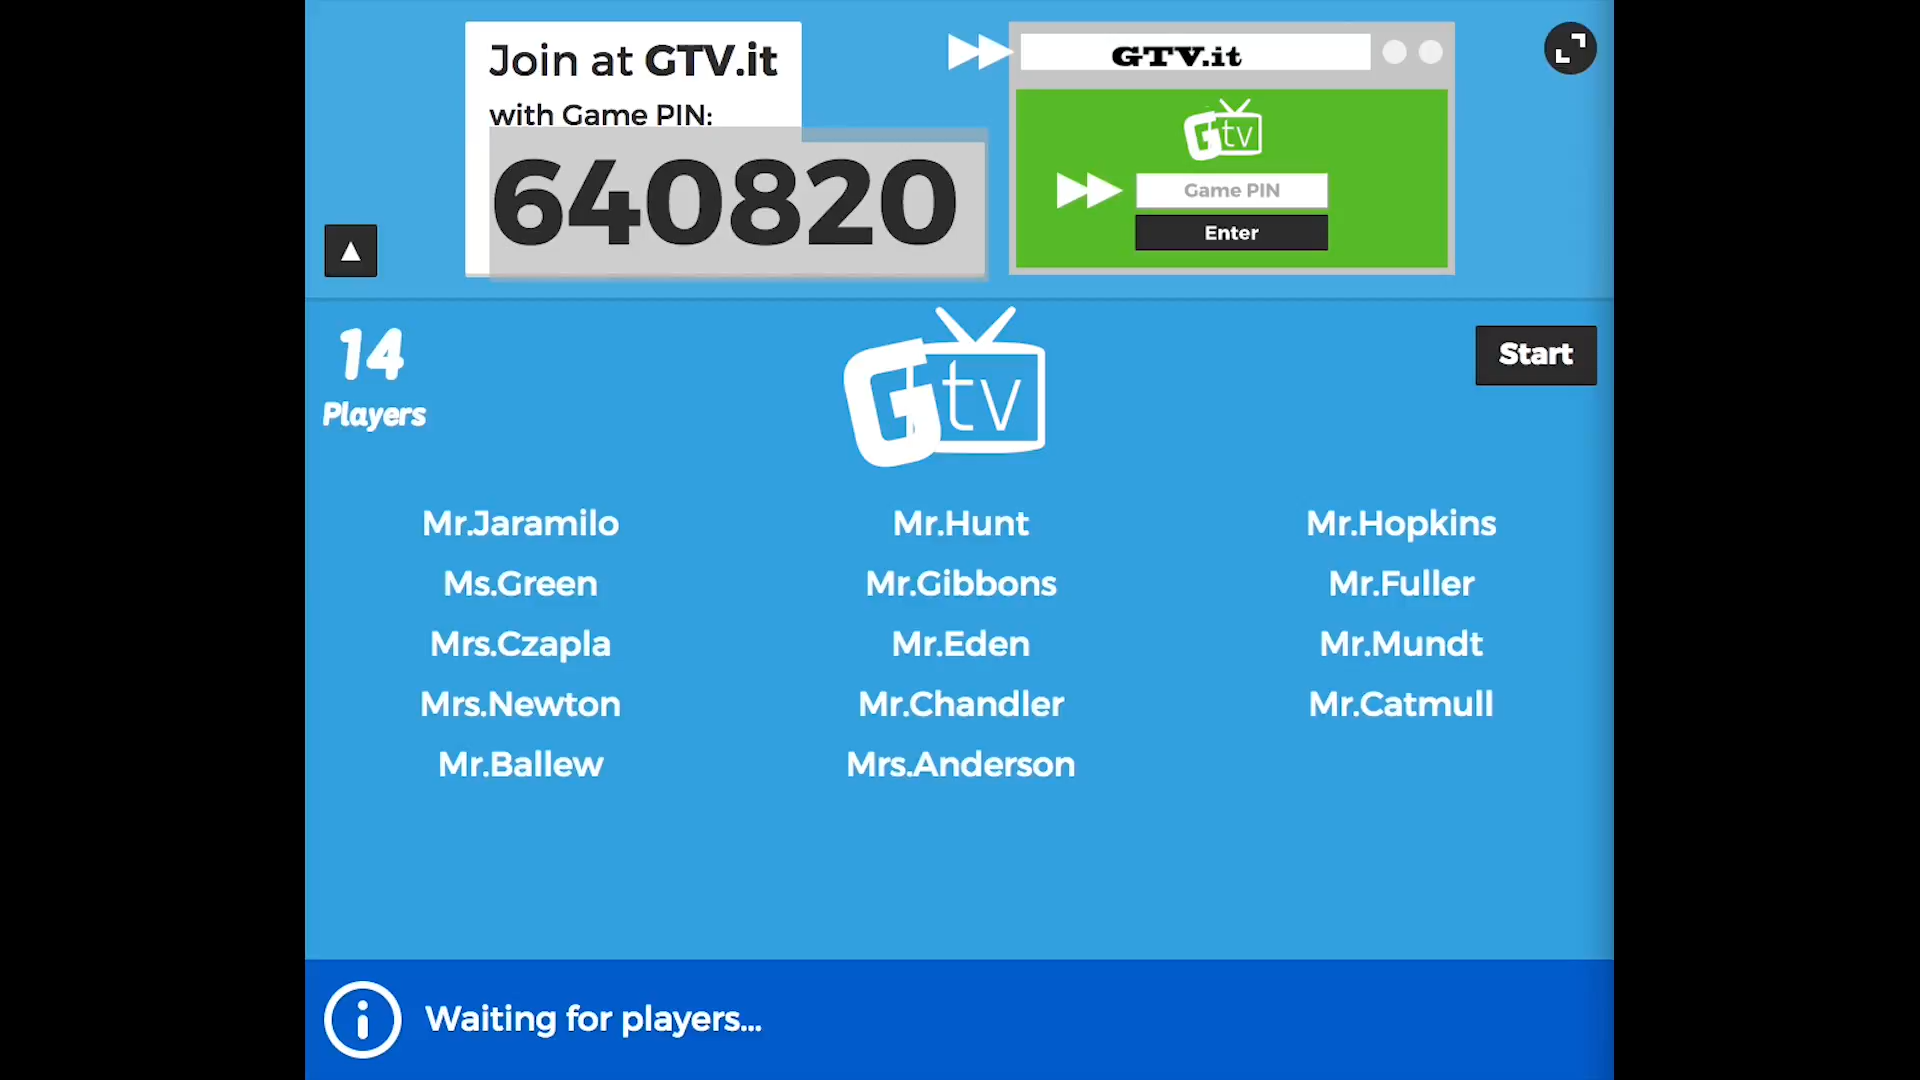 Join at GTV.it
with Game PIN:
640820
GTV.it
Gtv
Game PIN
Enter
▲
14
Players
Gtv
Start
Mr.Jaramilo
Mr.Hunt
Mr.Hopkins
Ms.Green
Mr.Gibbons
Mr.Fuller
Mrs.Czapla
Mr.Eden
Mr.Mundt
Mrs.Newton
Mr.Chandler
Mr.Catmull
Mr.Ballew
Mrs.Anderson
i
Waiting for players...